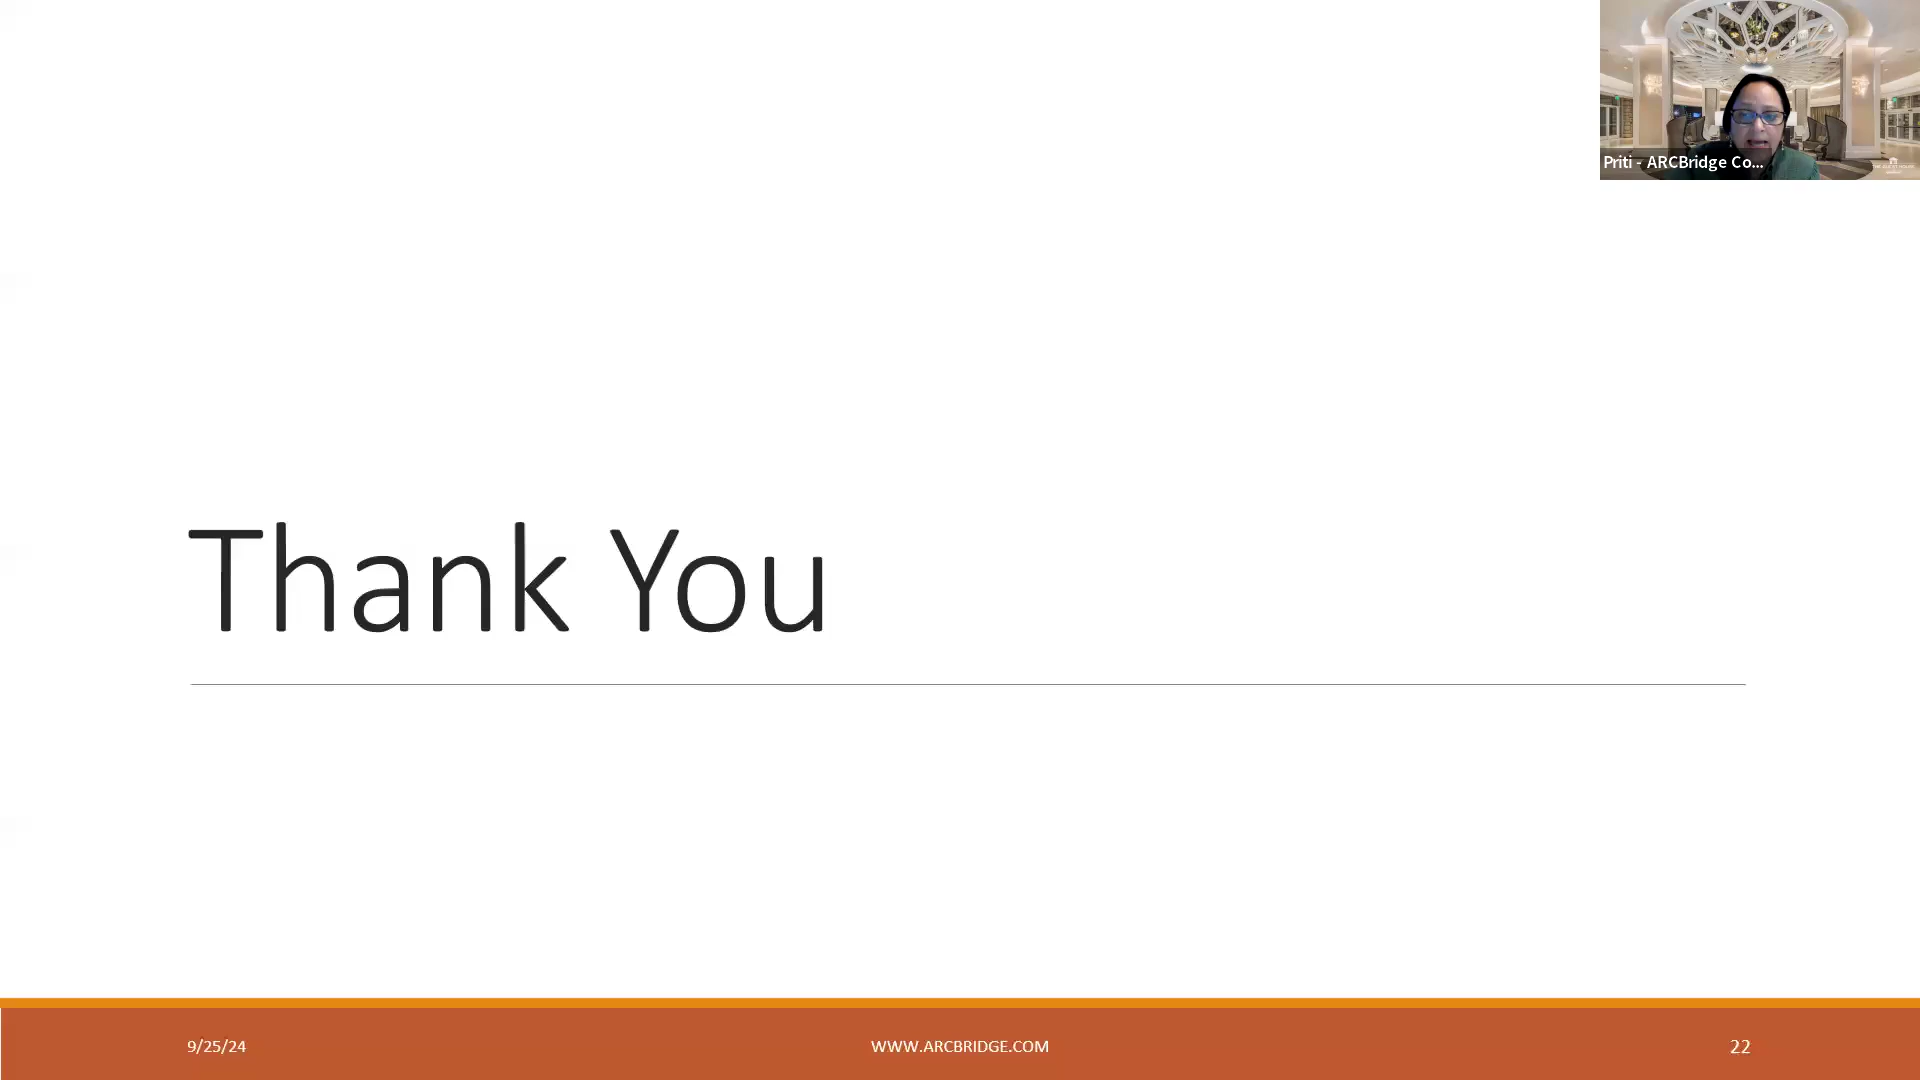 Priti - ARCBridge Co...
Thank You
9/25/24
WWW.ARCBRIDGE.COM
22